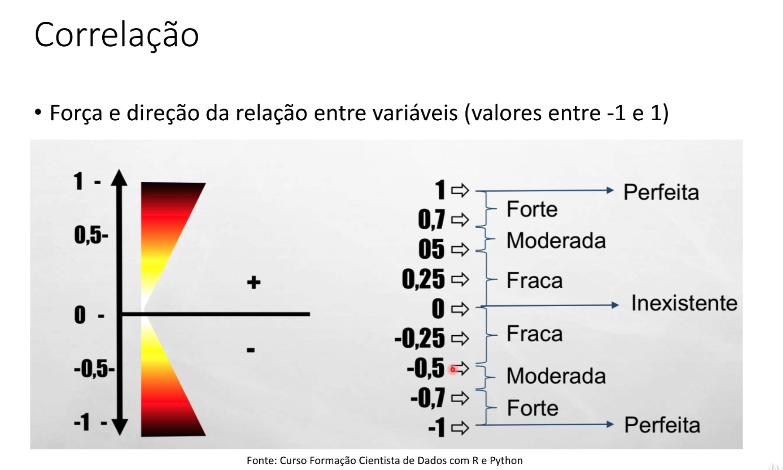 Correlação
• Força e direção da relação entre variáveis (valores entre -1 e 1)
1 -
0,5-
+
0 -
-
-0,5-
-1 -
1 ⇨ Perfeita
Forte
0,7 ⇨
Moderada
05 ⇨
0,25 ⇨ Fraca
0 ⇨ Inexistente
-0,25 ⇨ Fraca
-0,5 ⇨
Moderada
-0,7 ⇨
Forte
-1 ⇨ Perfeita
Fonte: Curso Formação Cientista de Dados com R e Python